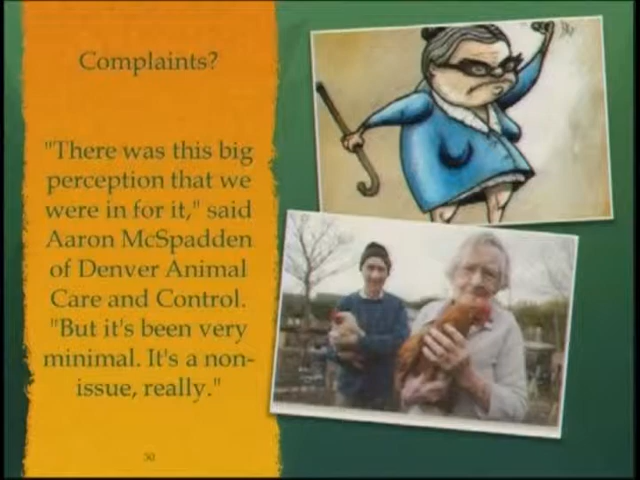 Complaints?
"There was this big
perception that we
were in for it," said
Aaron McSpadden
of Denver Animal
Care and Control.
"But it's been very
minimal. It's a non-
issue, really."